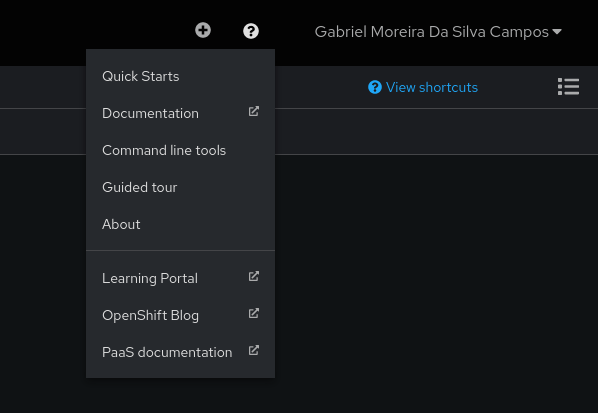 Gabriel Moreira Da Silva Campos
Quick Starts
View shortcuts
Documentation
Command line tools
Guided tour
About
Learning Portal
OpenShift Blog
PaaS documentation